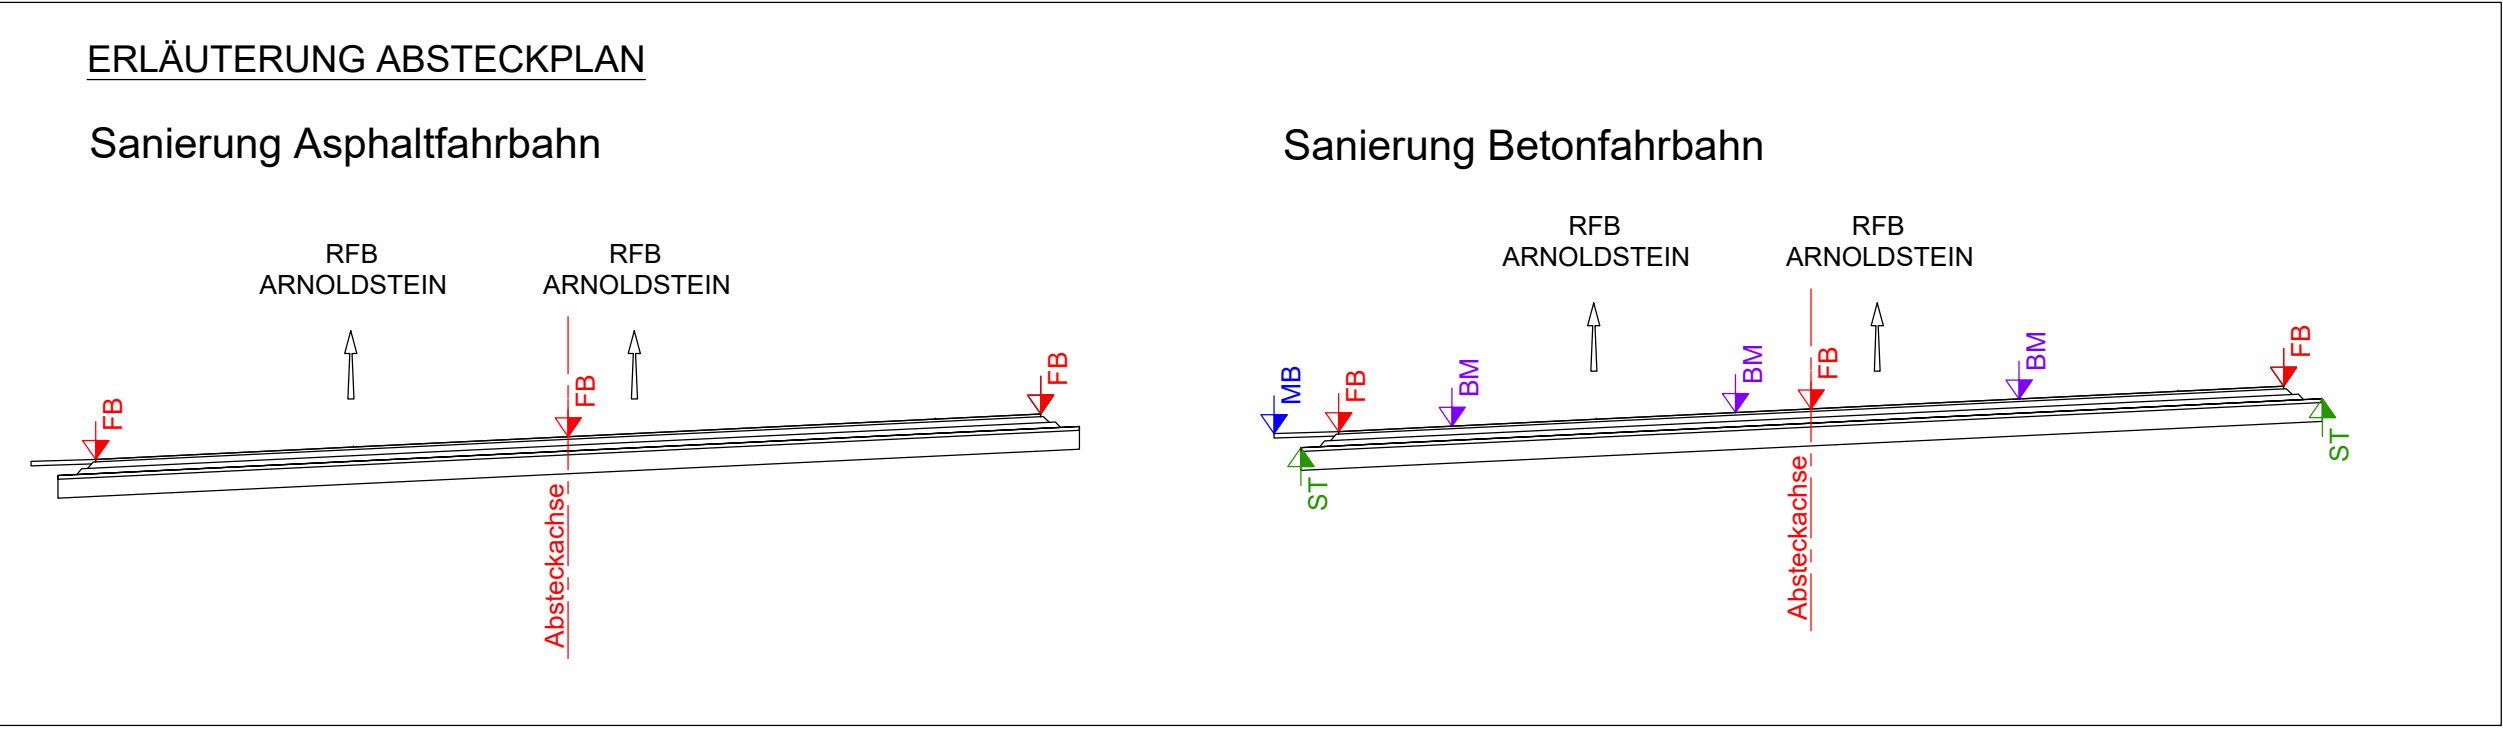 ERLÄUTERUNG ABSTECKPLAN
Sanierung Asphaltfahrbahn
RFB
ARNOLDSTEIN
RFB
ARNOLDSTEIN
FB
FB
FB
Absteckachse
Sanierung Betonfahrbahn
RFB
ARNOLDSTEIN
RFB
ARNOLDSTEIN
MB
FB
BM
BM
FB
BM
FB
ST
ST
Absteckachse